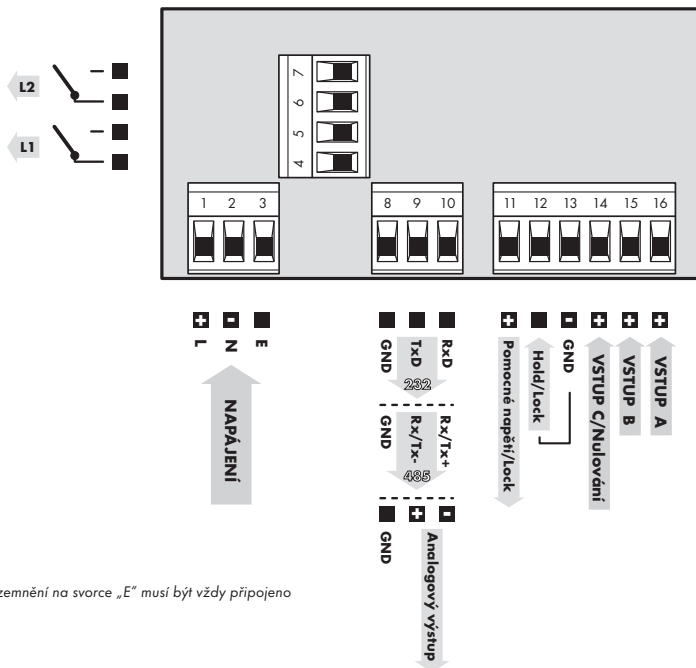 L2
L1
7
6
5
4
1 2 3
8 9 10
11 12 13 14 15 16
+ - 
L N E
NAPÁJENÍ
GND TxD RxD
232
GND Rx/Tx- Rx/Tx+
485
+ -
GND
Analogový výstup
+ - + + +
Pomocné napětí/Lock
Hold/Lock
GND
VSTUP C/Nulování
VSTUP B
VSTUP A
zemnění na svorce „E" musí být vždy připojeno